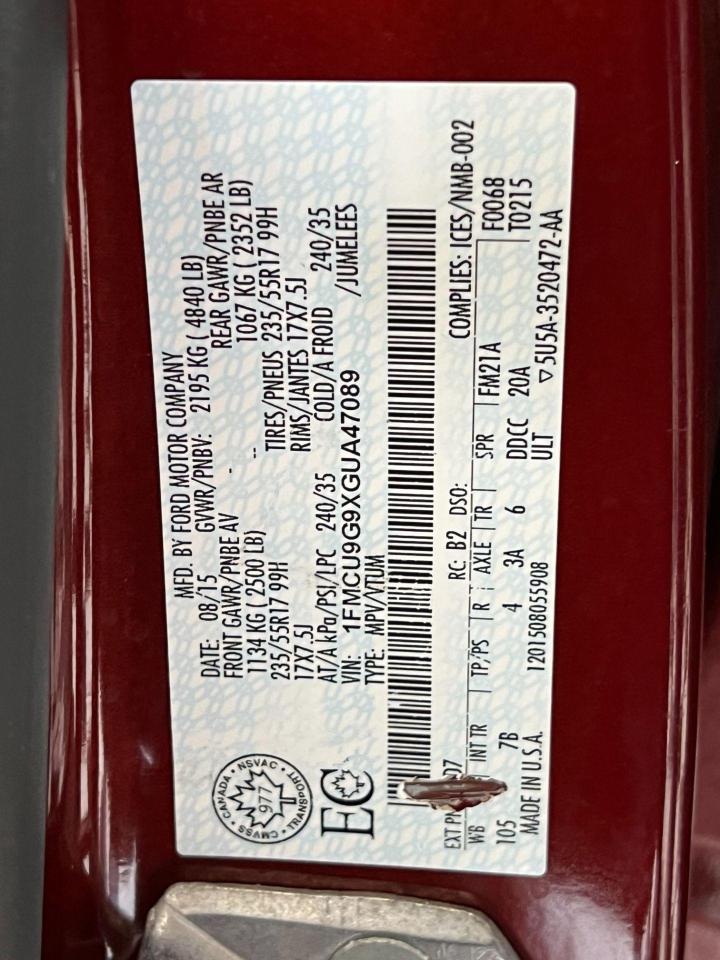 MFD. BY FORD MOTOR COMPANY
DATE: 08/15 GVWR/PNBV: 2195 KG ( 4840 LB)
FRONT GAWR/PNBE AV - REAR GAWR/PNBE AR
1134 KG ( 2500 LB) -- 1067 KG ( 2352 LB)
235/55R17 99H TIRES/PNEUS 235/55R17 99H
17X7.5J RIMS/JANTES 17X7.5J
AT/A kPa/PSI/LPC 240/35 COLD/A FROID 240/35
VIN: 1FMCU9G9XGUA47089 /JUMELEES
TYPE: MPV/VTUM
CANADA • NSVAC • TRANSPORT • CMVSS •
977
EC
COMPLIES: ICES/NMB-002
EXT 07 RC: B2 DSO: F0068
WB INT TR TP/PS R AXLE TR SPR FM21A T0215
105 7B 4 3A 6 DDCC 20A
ULT ▽5U5A-3520472-AA
MADE IN U.S.A. 1201508055908